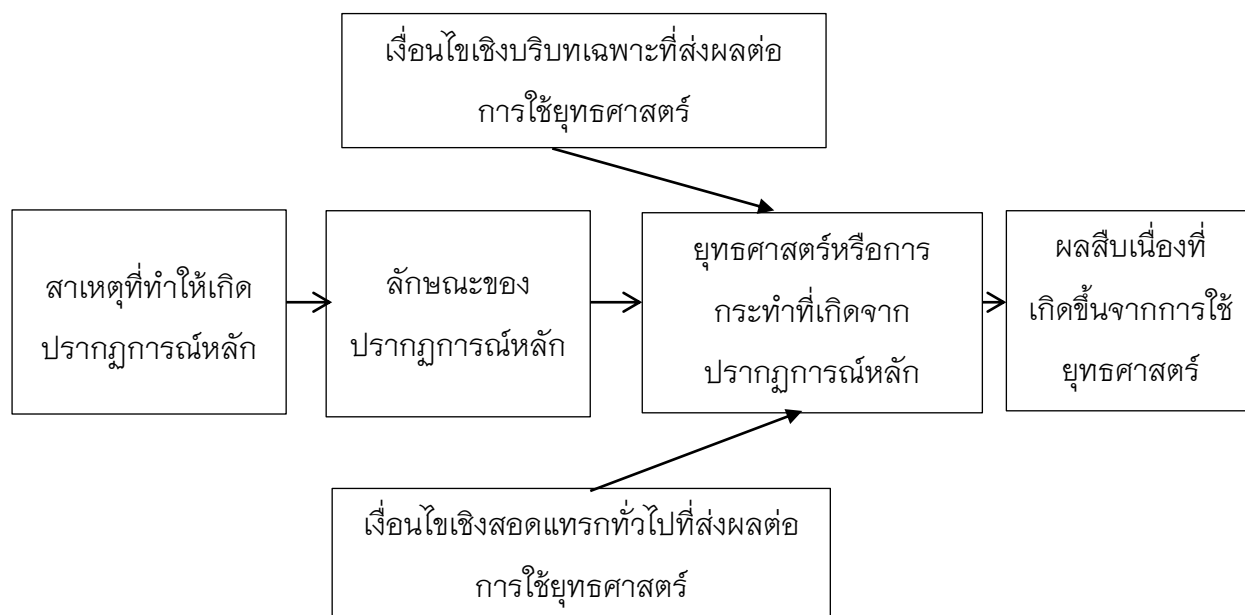 เงื่อนไขเชิงบริบทเฉพาะที่ส่งผลต่อ
การใช้ยุทธศาสตร์
สาเหตุที่ทำให้เกิด
ปรากฏการณ์หลัก
ลักษณะของ
ปรากฏการณ์หลัก
ยุทธศาสตร์หรือการ
กระทำที่เกิดจาก
ปรากฏการณ์หลัก
ผลสืบเนื่องที่
เกิดขึ้นจากการใช้
ยุทธศาสตร์
เงื่อนไขเชิงสอดแทรกทั่วไปที่ส่งผลต่อ
การใช้ยุทธศาสตร์